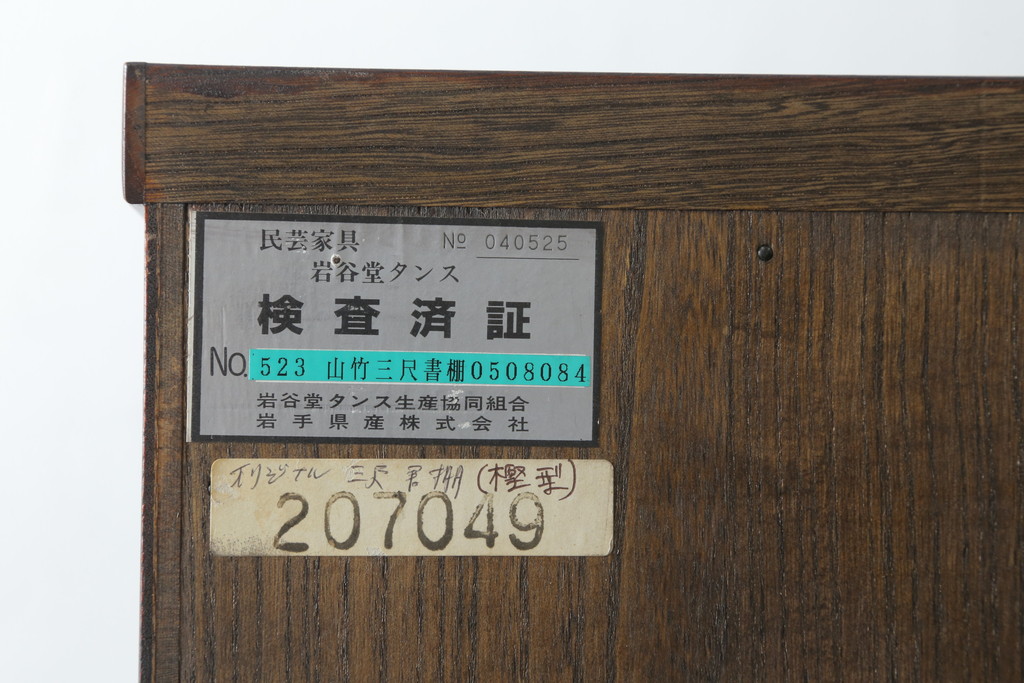 民芸家具 № 040525
岩谷堂タンス
検査済証
No. 523 山竹三尺書棚0508084
岩谷堂タンス生産協同組合
岩手県産株式会社
オリジナル 三尺書棚 (樫型)
207049